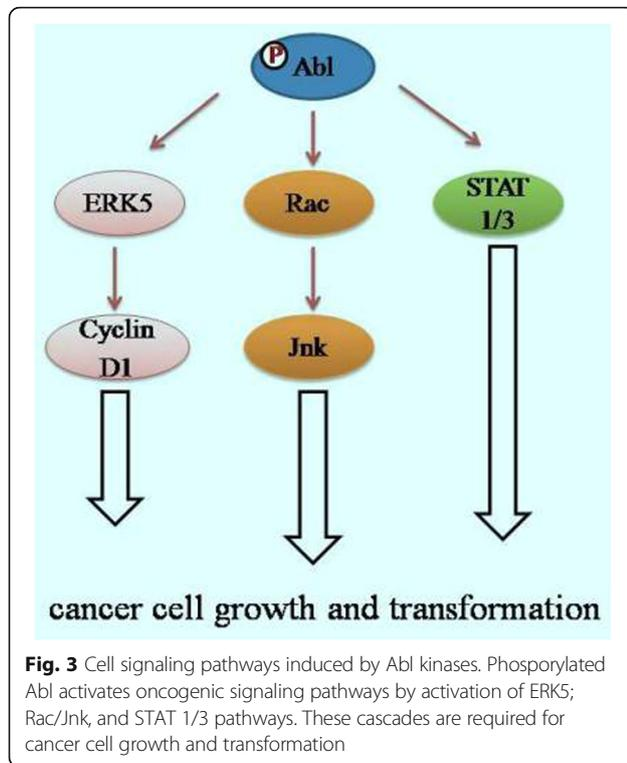 P Abl
ERK5
Rac
STAT
1/3
Cyclin
D1
Jnk
cancer cell growth and transformation
Fig. 3 Cell signaling pathways induced by Abl kinases. Phosporylated
Abl activates oncogenic signaling pathways by activation of ERK5;
Rac/Jnk, and STAT 1/3 pathways. These cascades are required for
cancer cell growth and transformation